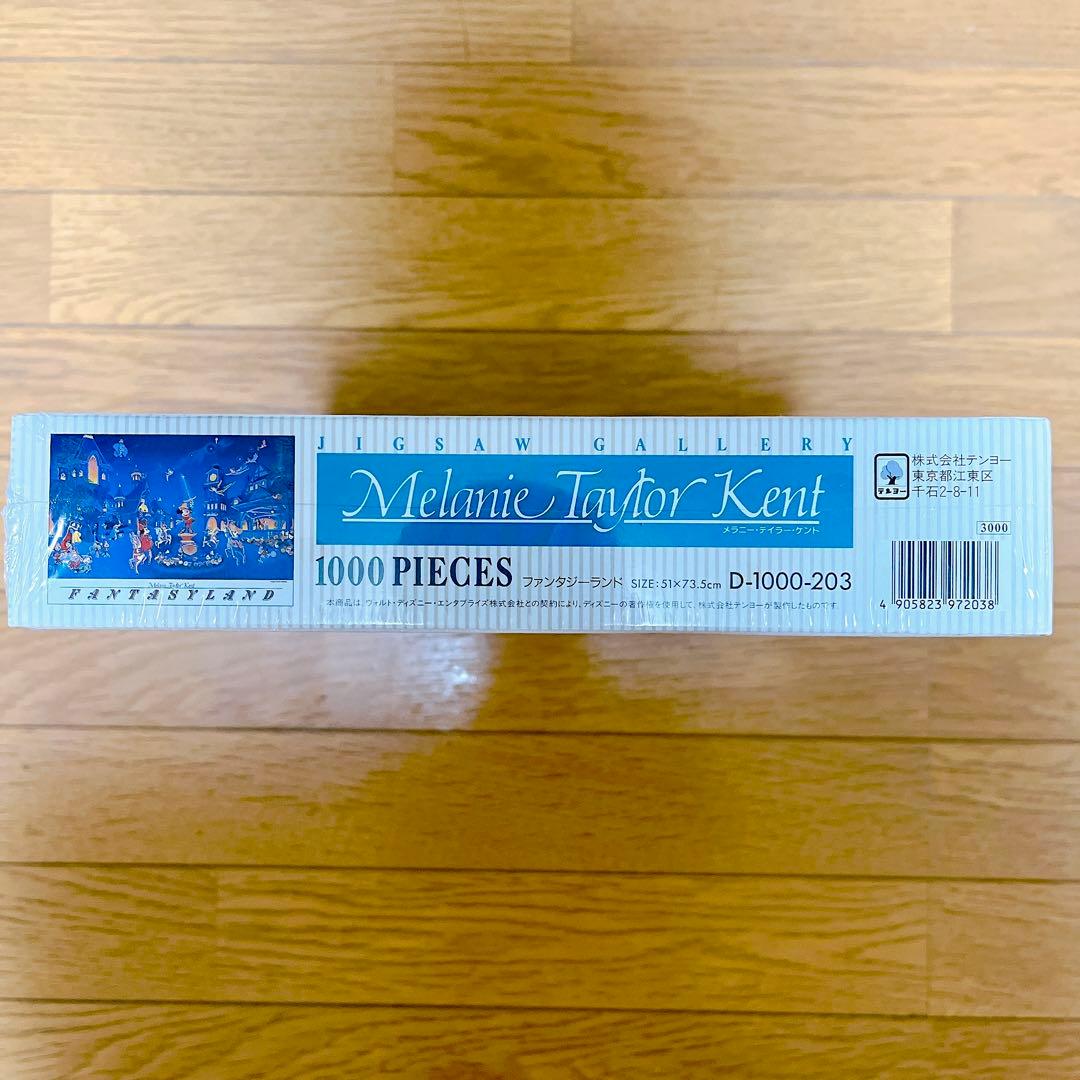 JIGSAW GALLERY
Melanie Taylor Kent
メラニー・テイラー・ケント
1000 PIECES ファンタジーランド SIZE:51×73.5cm D-1000-203
本商品は、ウォルト・ディズニー・エンタプライズ株式会社との契約により、ディズニーの著作権を使用して、株式会社テンヨーが製作したものです。
Melanie Taylor Kent
FANTASYLAND
テンヨー
株式会社テンヨー
東京都江東区
千石2-8-11
3000
4 905823 972038